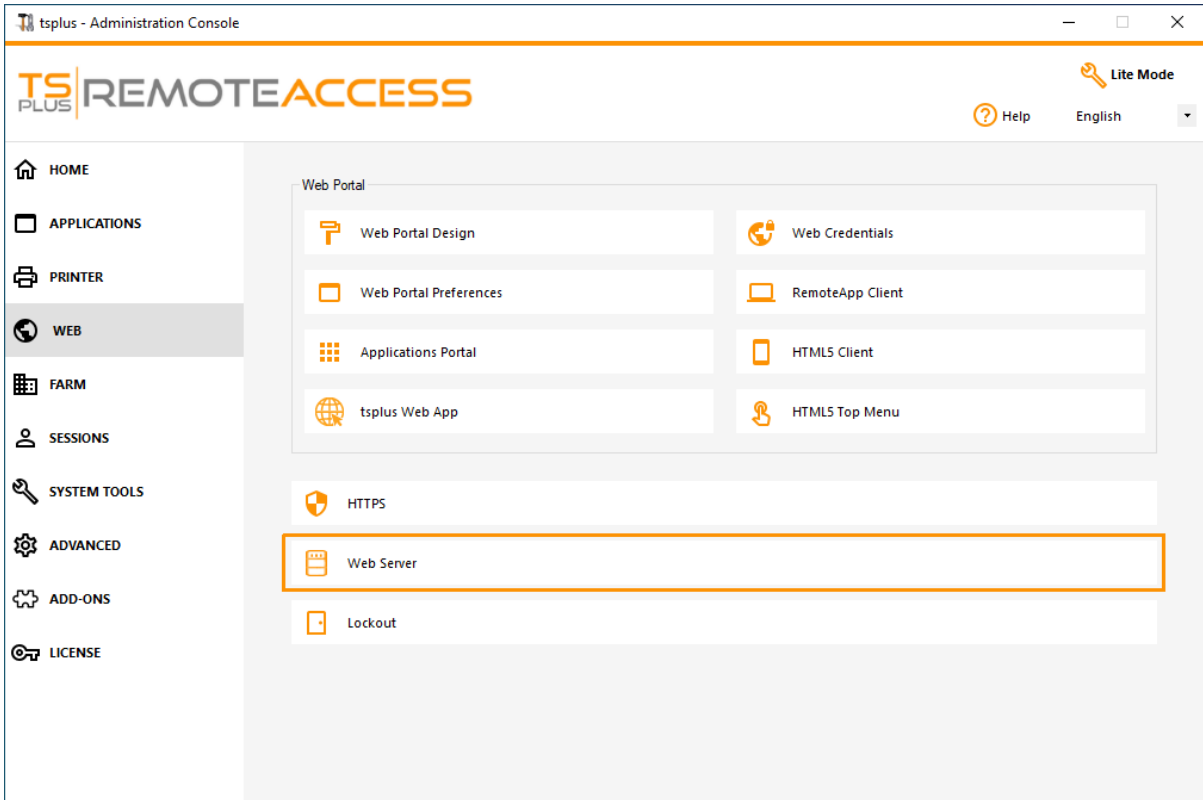 tsplus - Administration Console
TS PLUS REMOTEACCESS
Lite Mode
? Help
English
HOME
APPLICATIONS
PRINTER
WEB
FARM
SESSIONS
SYSTEM TOOLS
ADVANCED
ADD-ONS
LICENSE
Web Portal
Web Portal Design
Web Credentials
Web Portal Preferences
RemoteApp Client
Applications Portal
HTML5 Client
tsplus Web App
HTML5 Top Menu
HTTPS
Web Server
Lockout